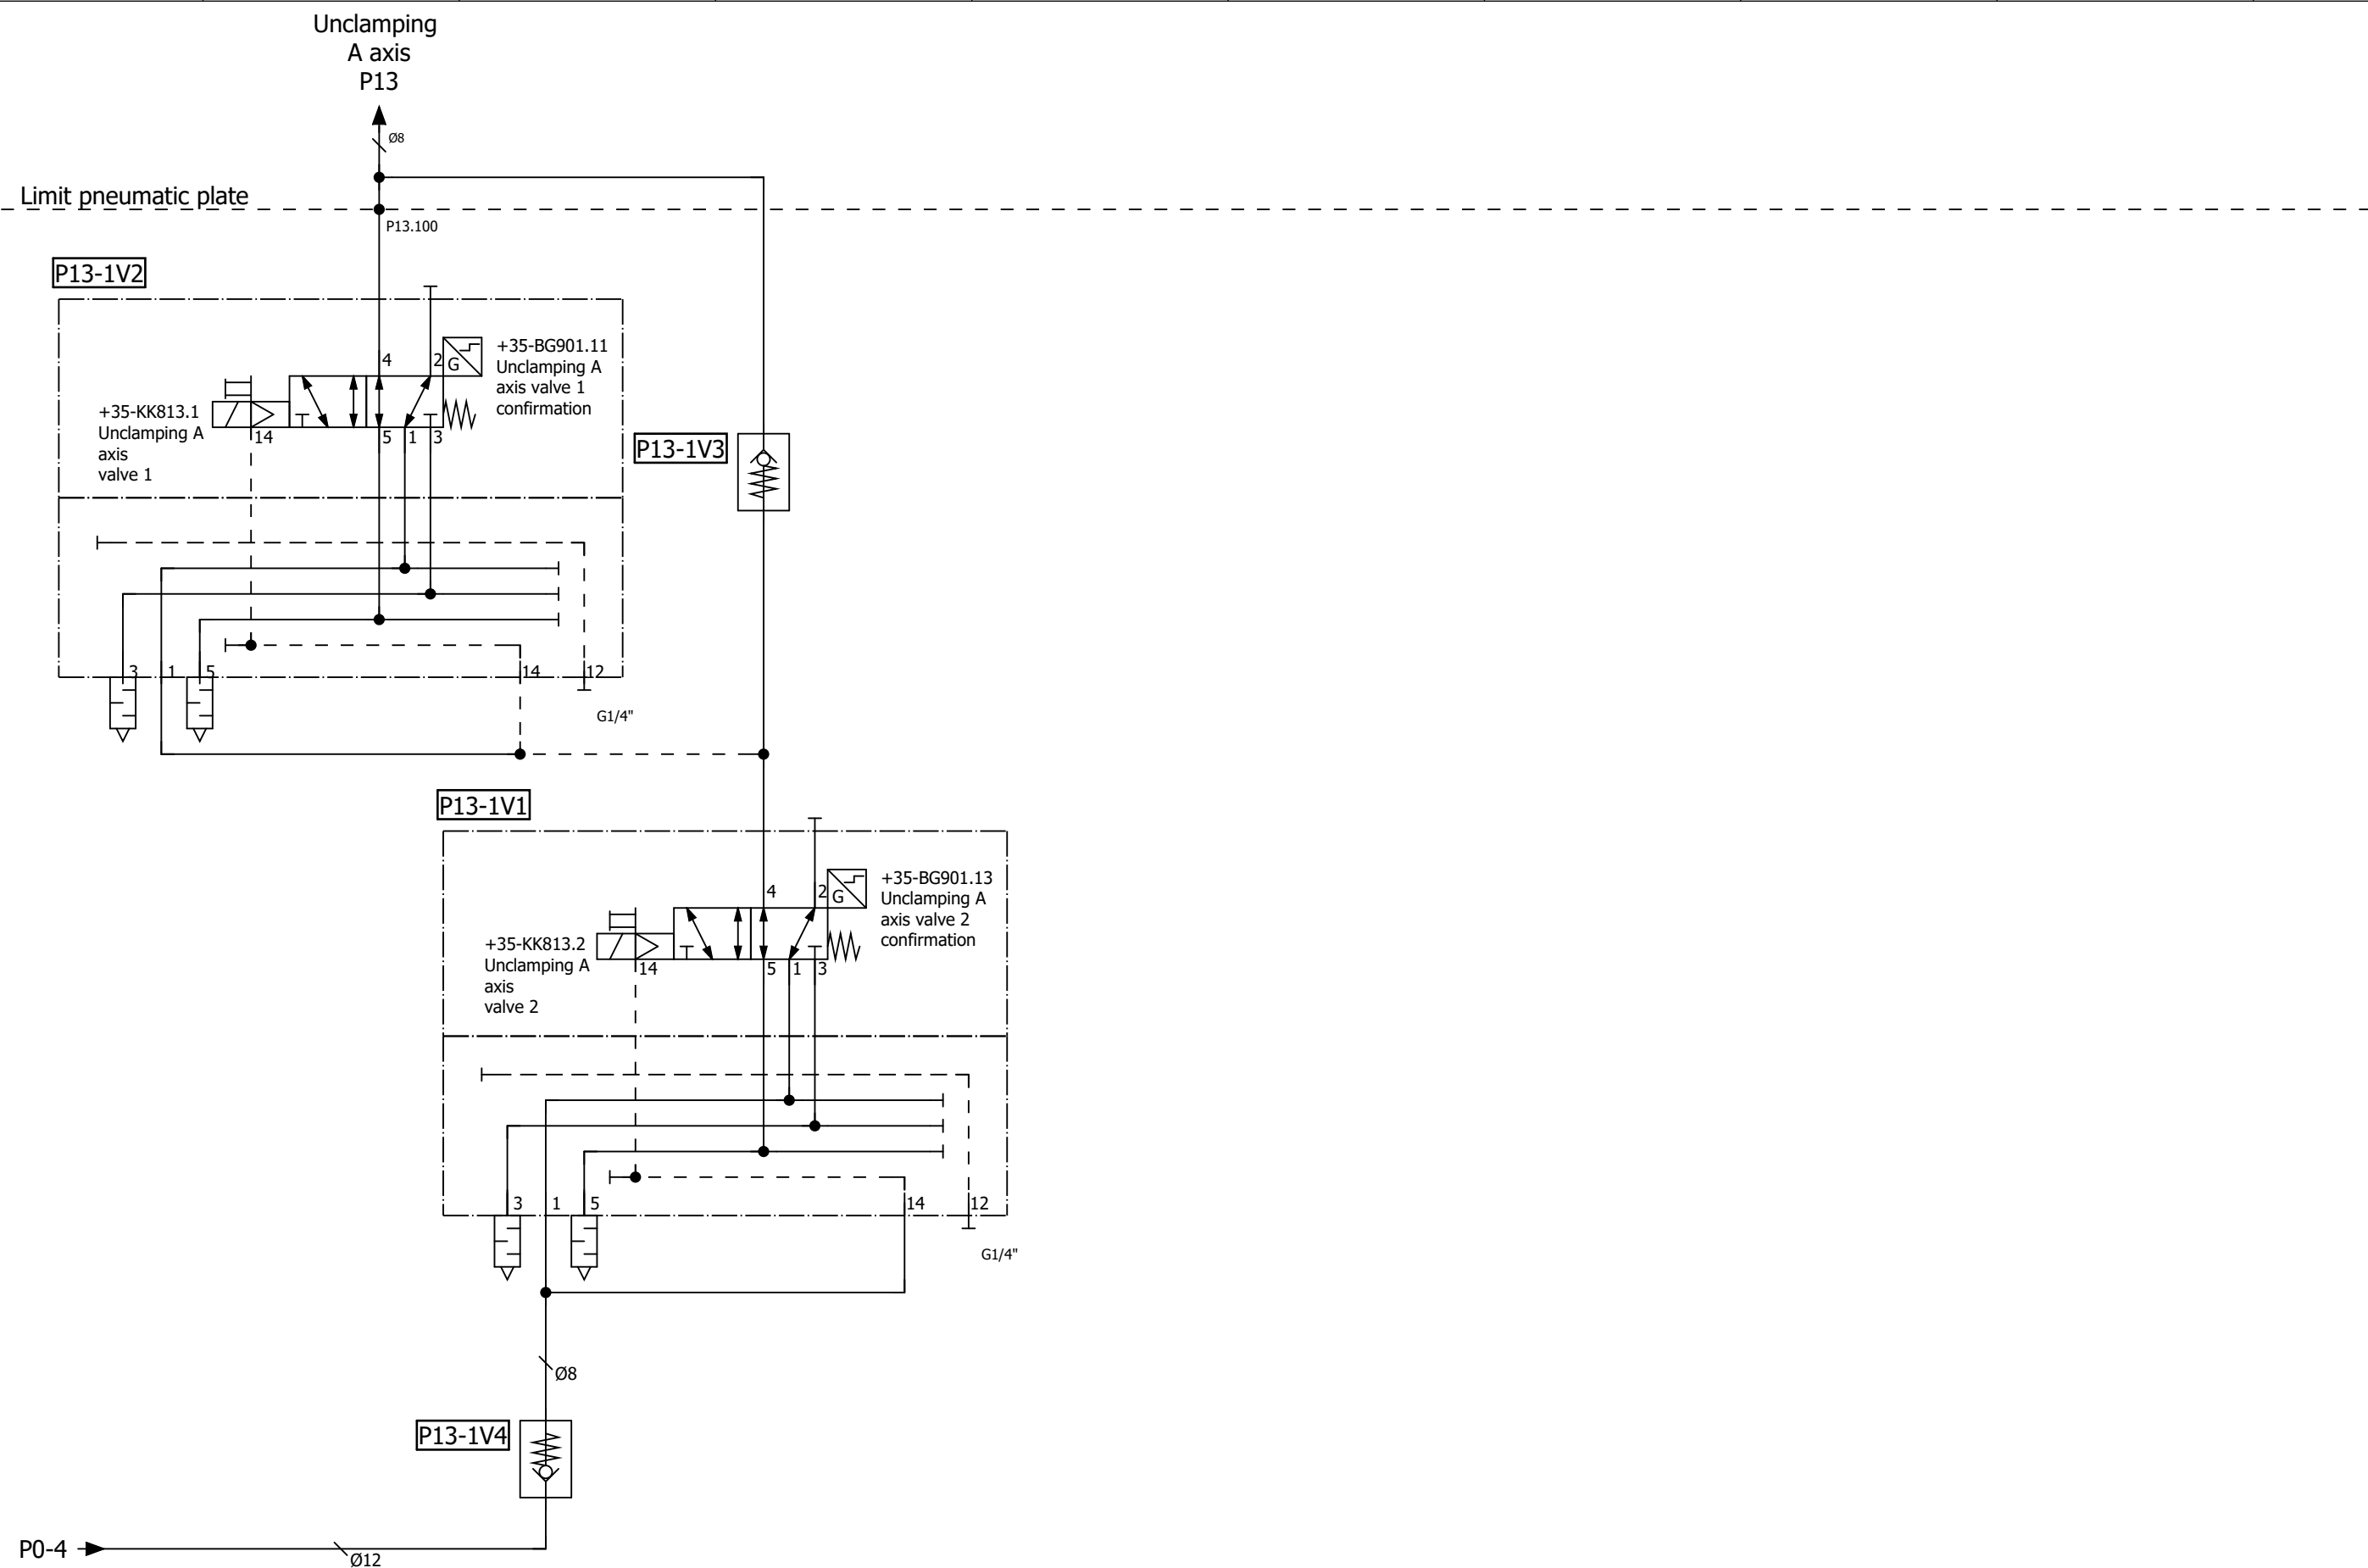 Unclamping
A axis
P13
Ø8
Limit pneumatic plate
P13.100
P13-1V2
4
2
G
+35-BG901.11
Unclamping A
axis valve 1
confirmation
+35-KK813.1
Unclamping A
axis
valve 1
14
5
1
3
P13-1V3
3
1
5
14
12
G1/4"
P13-1V1
4
2
G
+35-BG901.13
Unclamping A
axis valve 2
confirmation
+35-KK813.2
Unclamping A
axis
valve 2
14
5
1
3
3
1
5
14
12
G1/4"
Ø8
P13-1V4
P0-4
Ø12